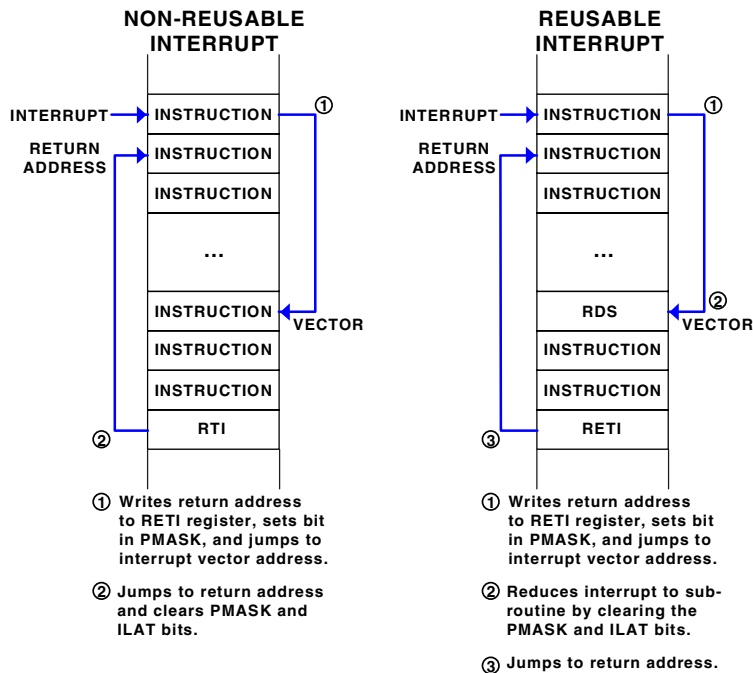 NON-REUSABLE
INTERRUPT
INTERRUPT
INSTRUCTION
①
RETURN
ADDRESS
INSTRUCTION
INSTRUCTION
...
INSTRUCTION
VECTOR
INSTRUCTION
INSTRUCTION
②
RTI
① Writes return address
to RETI register, sets bit
in PMASK, and jumps to
interrupt vector address.
② Jumps to return address
and clears PMASK and
ILAT bits.
REUSABLE
INTERRUPT
INTERRUPT
INSTRUCTION
①
RETURN
ADDRESS
INSTRUCTION
INSTRUCTION
...
RDS
②
VECTOR
INSTRUCTION
INSTRUCTION
③
RETI
① Writes return address
to RETI register, sets bit
in PMASK, and jumps to
interrupt vector address.
② Reduces interrupt to sub-
routine by clearing the
PMASK and ILAT bits.
③ Jumps to return address.